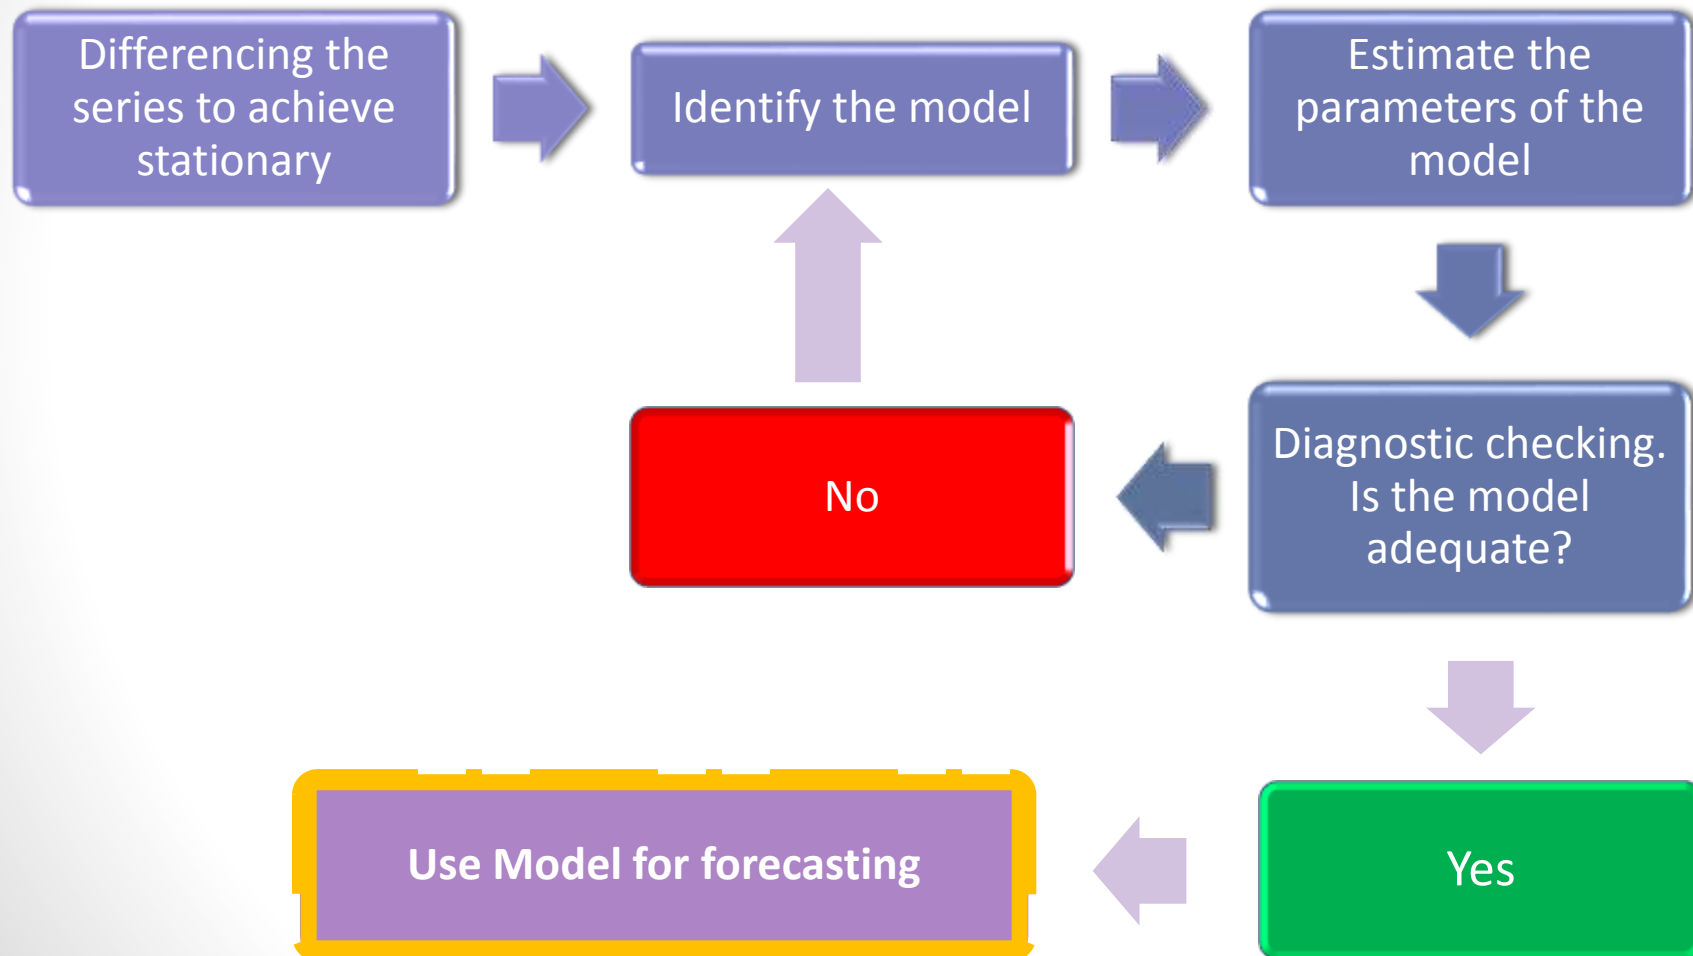 Differencing the
series to achieve
stationary
Identify the model
Estimate the
parameters of the
model
No
Diagnostic checking.
Is the model
adequate?
Use Model for forecasting
Yes